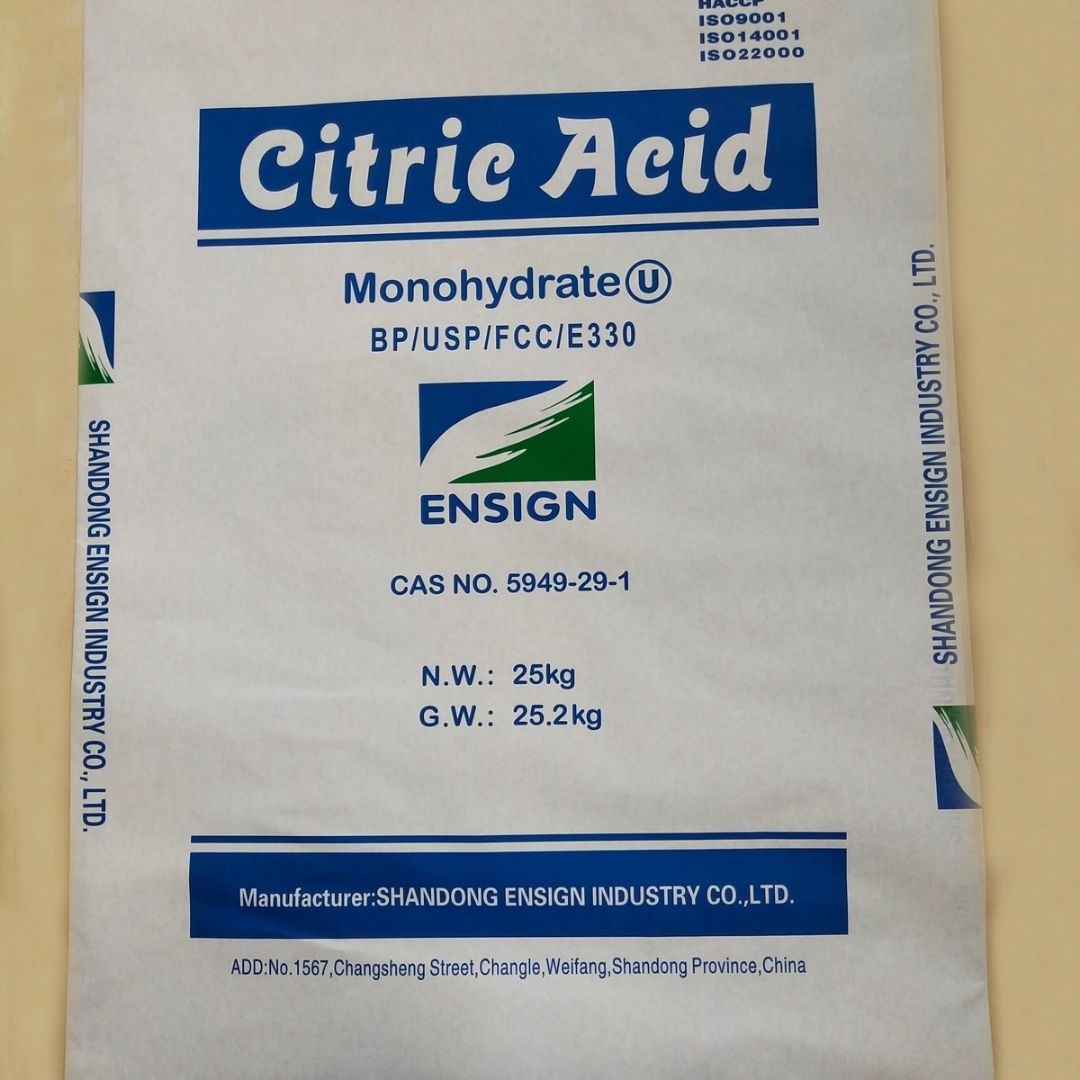 HACCP
ISO9001
ISO14001
ISO22000
Citric Acid
Monohydrate Ⓤ
BP/USP/FCC/E330
ENSIGN
CAS NO. 5949-29-1
N.W.: 25kg
G.W.: 25.2kg
Manufacturer:SHANDONG ENSIGN INDUSTRY CO.,LTD.
ADD:No.1567,Changsheng Street,Changle,Weifang,Shandong Province,China
SHANDONG ENSIGN INDUSTRY CO., LTD.
SHANDONG ENSIGN INDUSTRY CO., LTD.